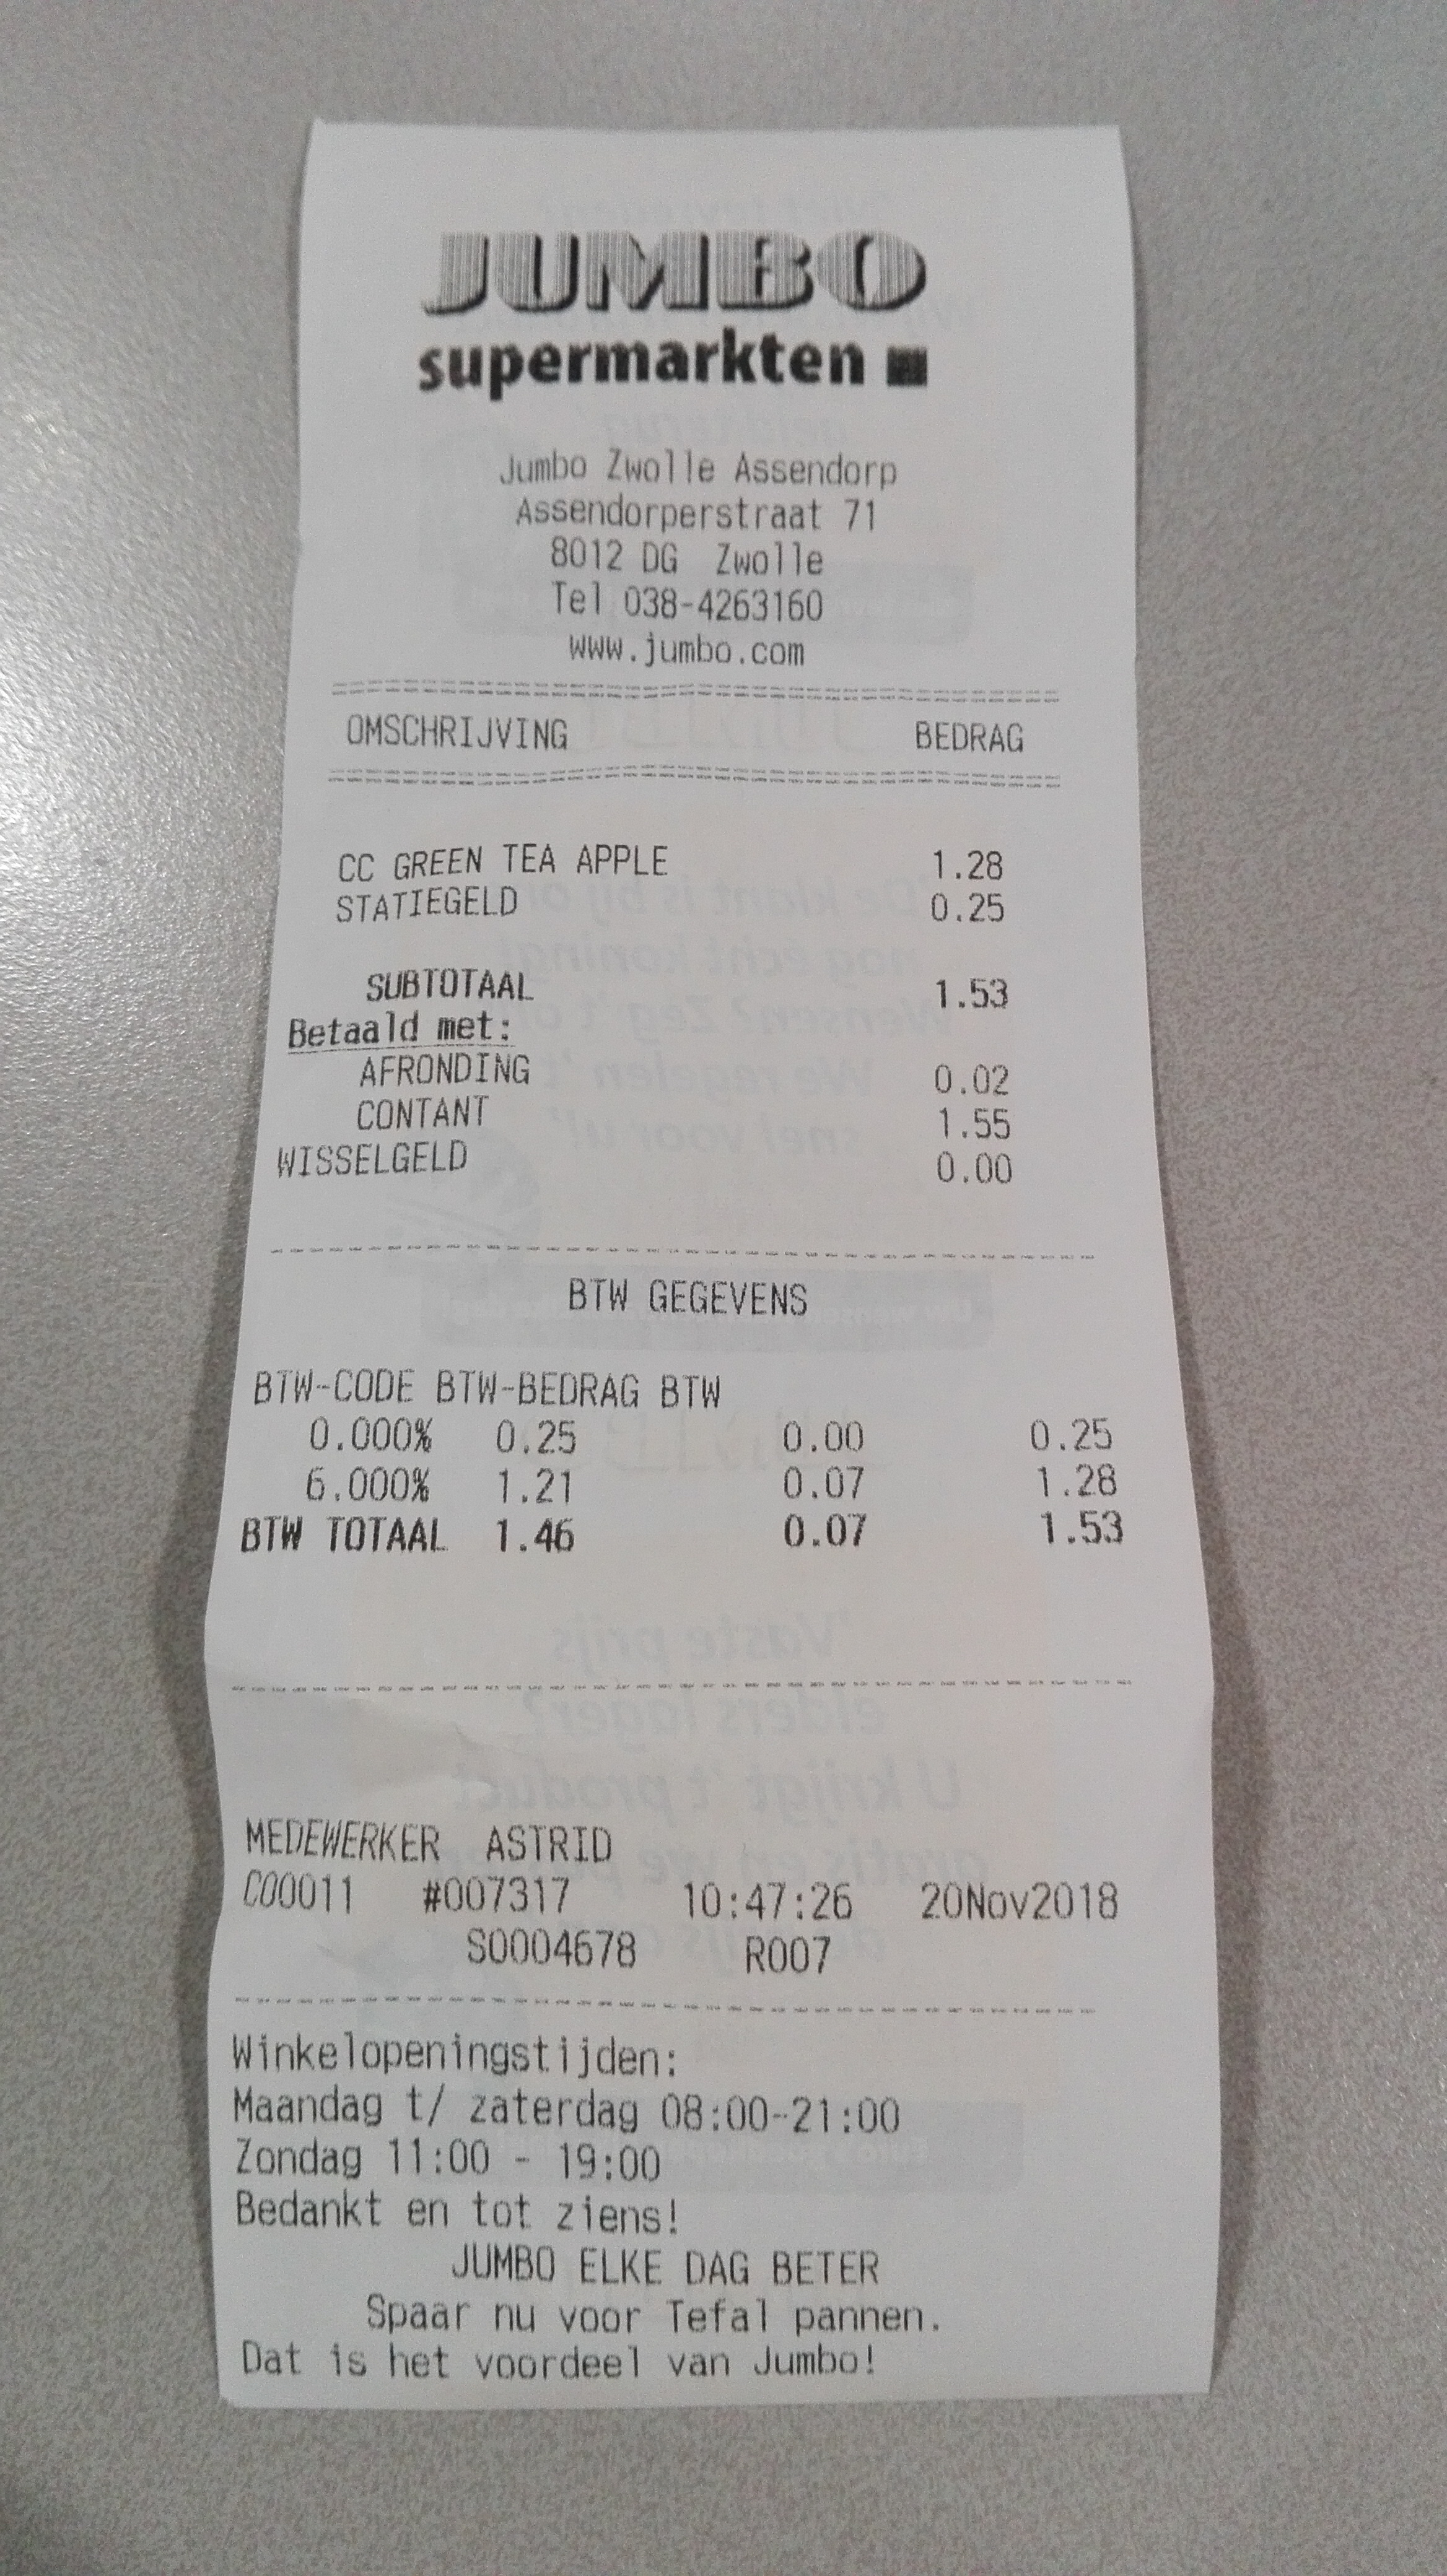 JUMBO
supermarkten
Jumbo Zwolle Assendorp
Assendorperstraat 71
8012 DG Zwolle
Tel 038-4263160
www.jumbo.com
OMSCHRIJVING BEDRAG
CC GREEN TEA APPLE 1.28
STATIEGELD 0.25
SUBTOTAAL 1.53
Betaald met:
AFRONDING 0.02
CONTANT 1.55
WISSELGELD 0.00
BTW GEGEVENS
BTW-CODE BTW-BEDRAG BTW
0.000% 0.25 0.00 0.25
6.000% 1.21 0.07 1.28
BTW TOTAAL 1.46 0.07 1.53
MEDEWERKER ASTRID
C00011 #007317 10:47:26 20Nov2018
S0004678 R007
Winkelopeningstijden:
Maandag t/ zaterdag 08:00-21:00
Zondag 11:00 - 19:00
Bedankt en tot ziens!
JUMBO ELKE DAG BETER
Spaar nu voor Tefal pannen.
Dat is het voordeel van Jumbo!